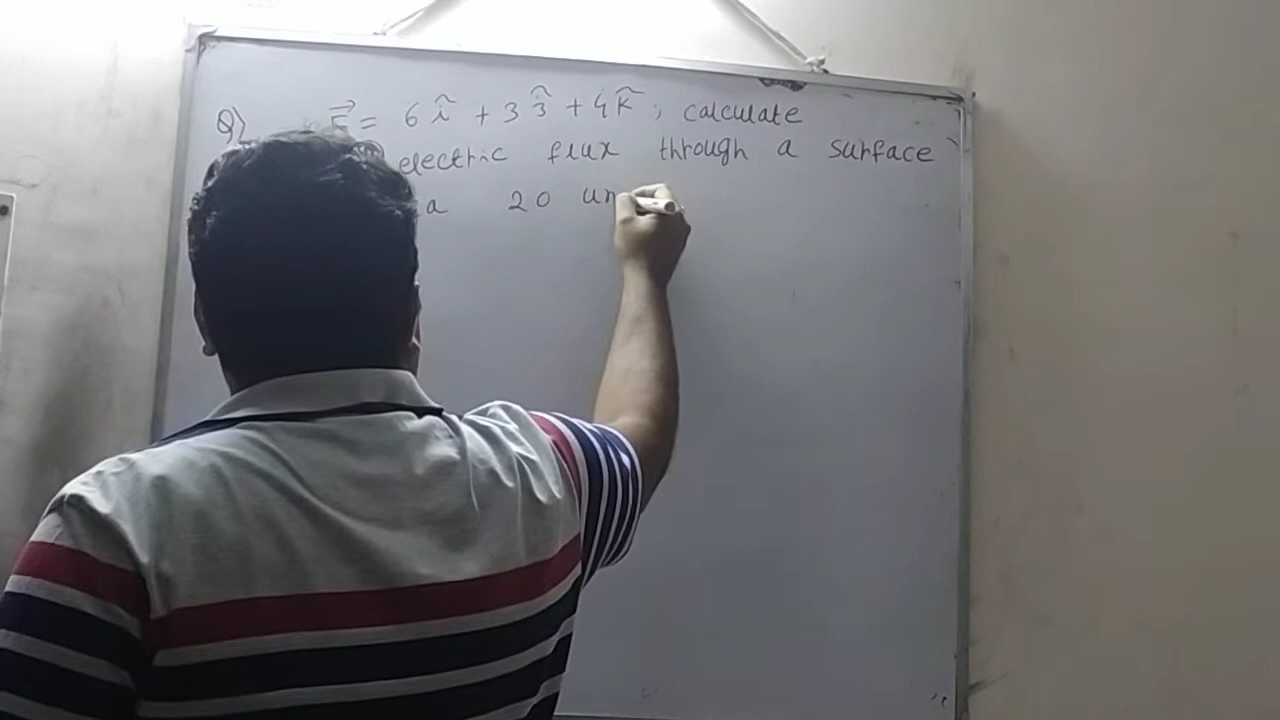 Q) E⃗ = 6î + 3ĵ + 4k̂ ; calculate
electric flux through a surface
a 20 un